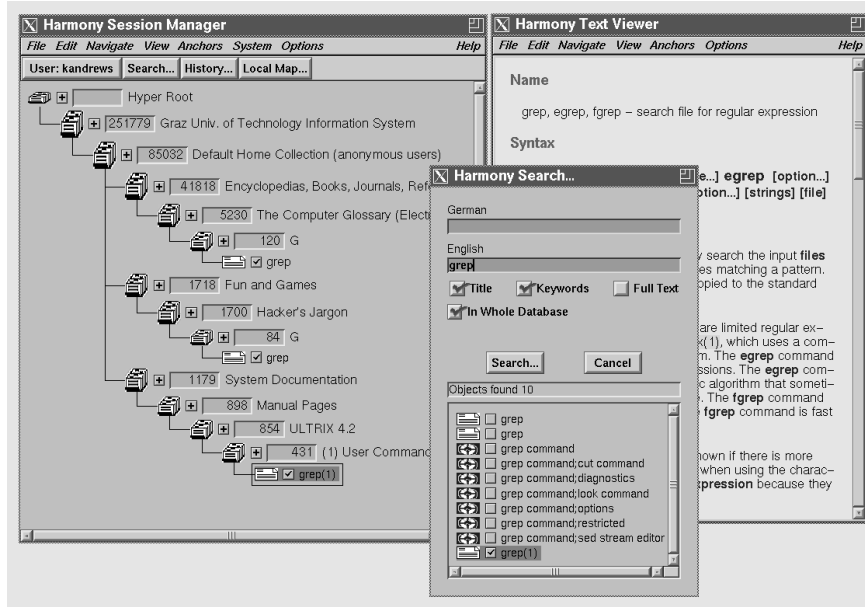 Harmony Session Manager
File Edit Navigate View Anchors System Options Help
User: kandrews Search... History... Local Map...
Hyper Root
251779 Graz Univ. of Technology Information System
85032 Default Home Collection (anonymous users)
41818 Encyclopedias, Books, Journals, Refe
5230 The Computer Glossary (Electr
120 G
grep
1718 Fun and Games
1700 Hacker's Jargon
84 G
grep
1179 System Documentation
898 Manual Pages
854 ULTRIX 4.2
431 (1) User Command
grep(1)
Harmony Text Viewer
File Edit Navigate View Anchors Options Help
Name
grep, egrep, fgrep – search file for regular expression
Syntax
e...] egrep [option...]
ption...] [strings] [file]
y search the input files
es matching a pattern.
opied to the standard
are limited regular ex–
x(1), which uses a com–
m. The egrep command
ssions. The egrep com–
c algorithm that someti–
. The fgrep command
fgrep command is fast
nown if there is more
when using the charac–
pression because they
Harmony Search...
German
English
grep
Title Keywords Full Text
In Whole Database
Search... Cancel
Objects found 10
grep
grep
grep command
grep command;cut command
grep command;diagnostics
grep command;look command
grep command;options
grep command;restricted
grep command;sed stream editor
grep(1)